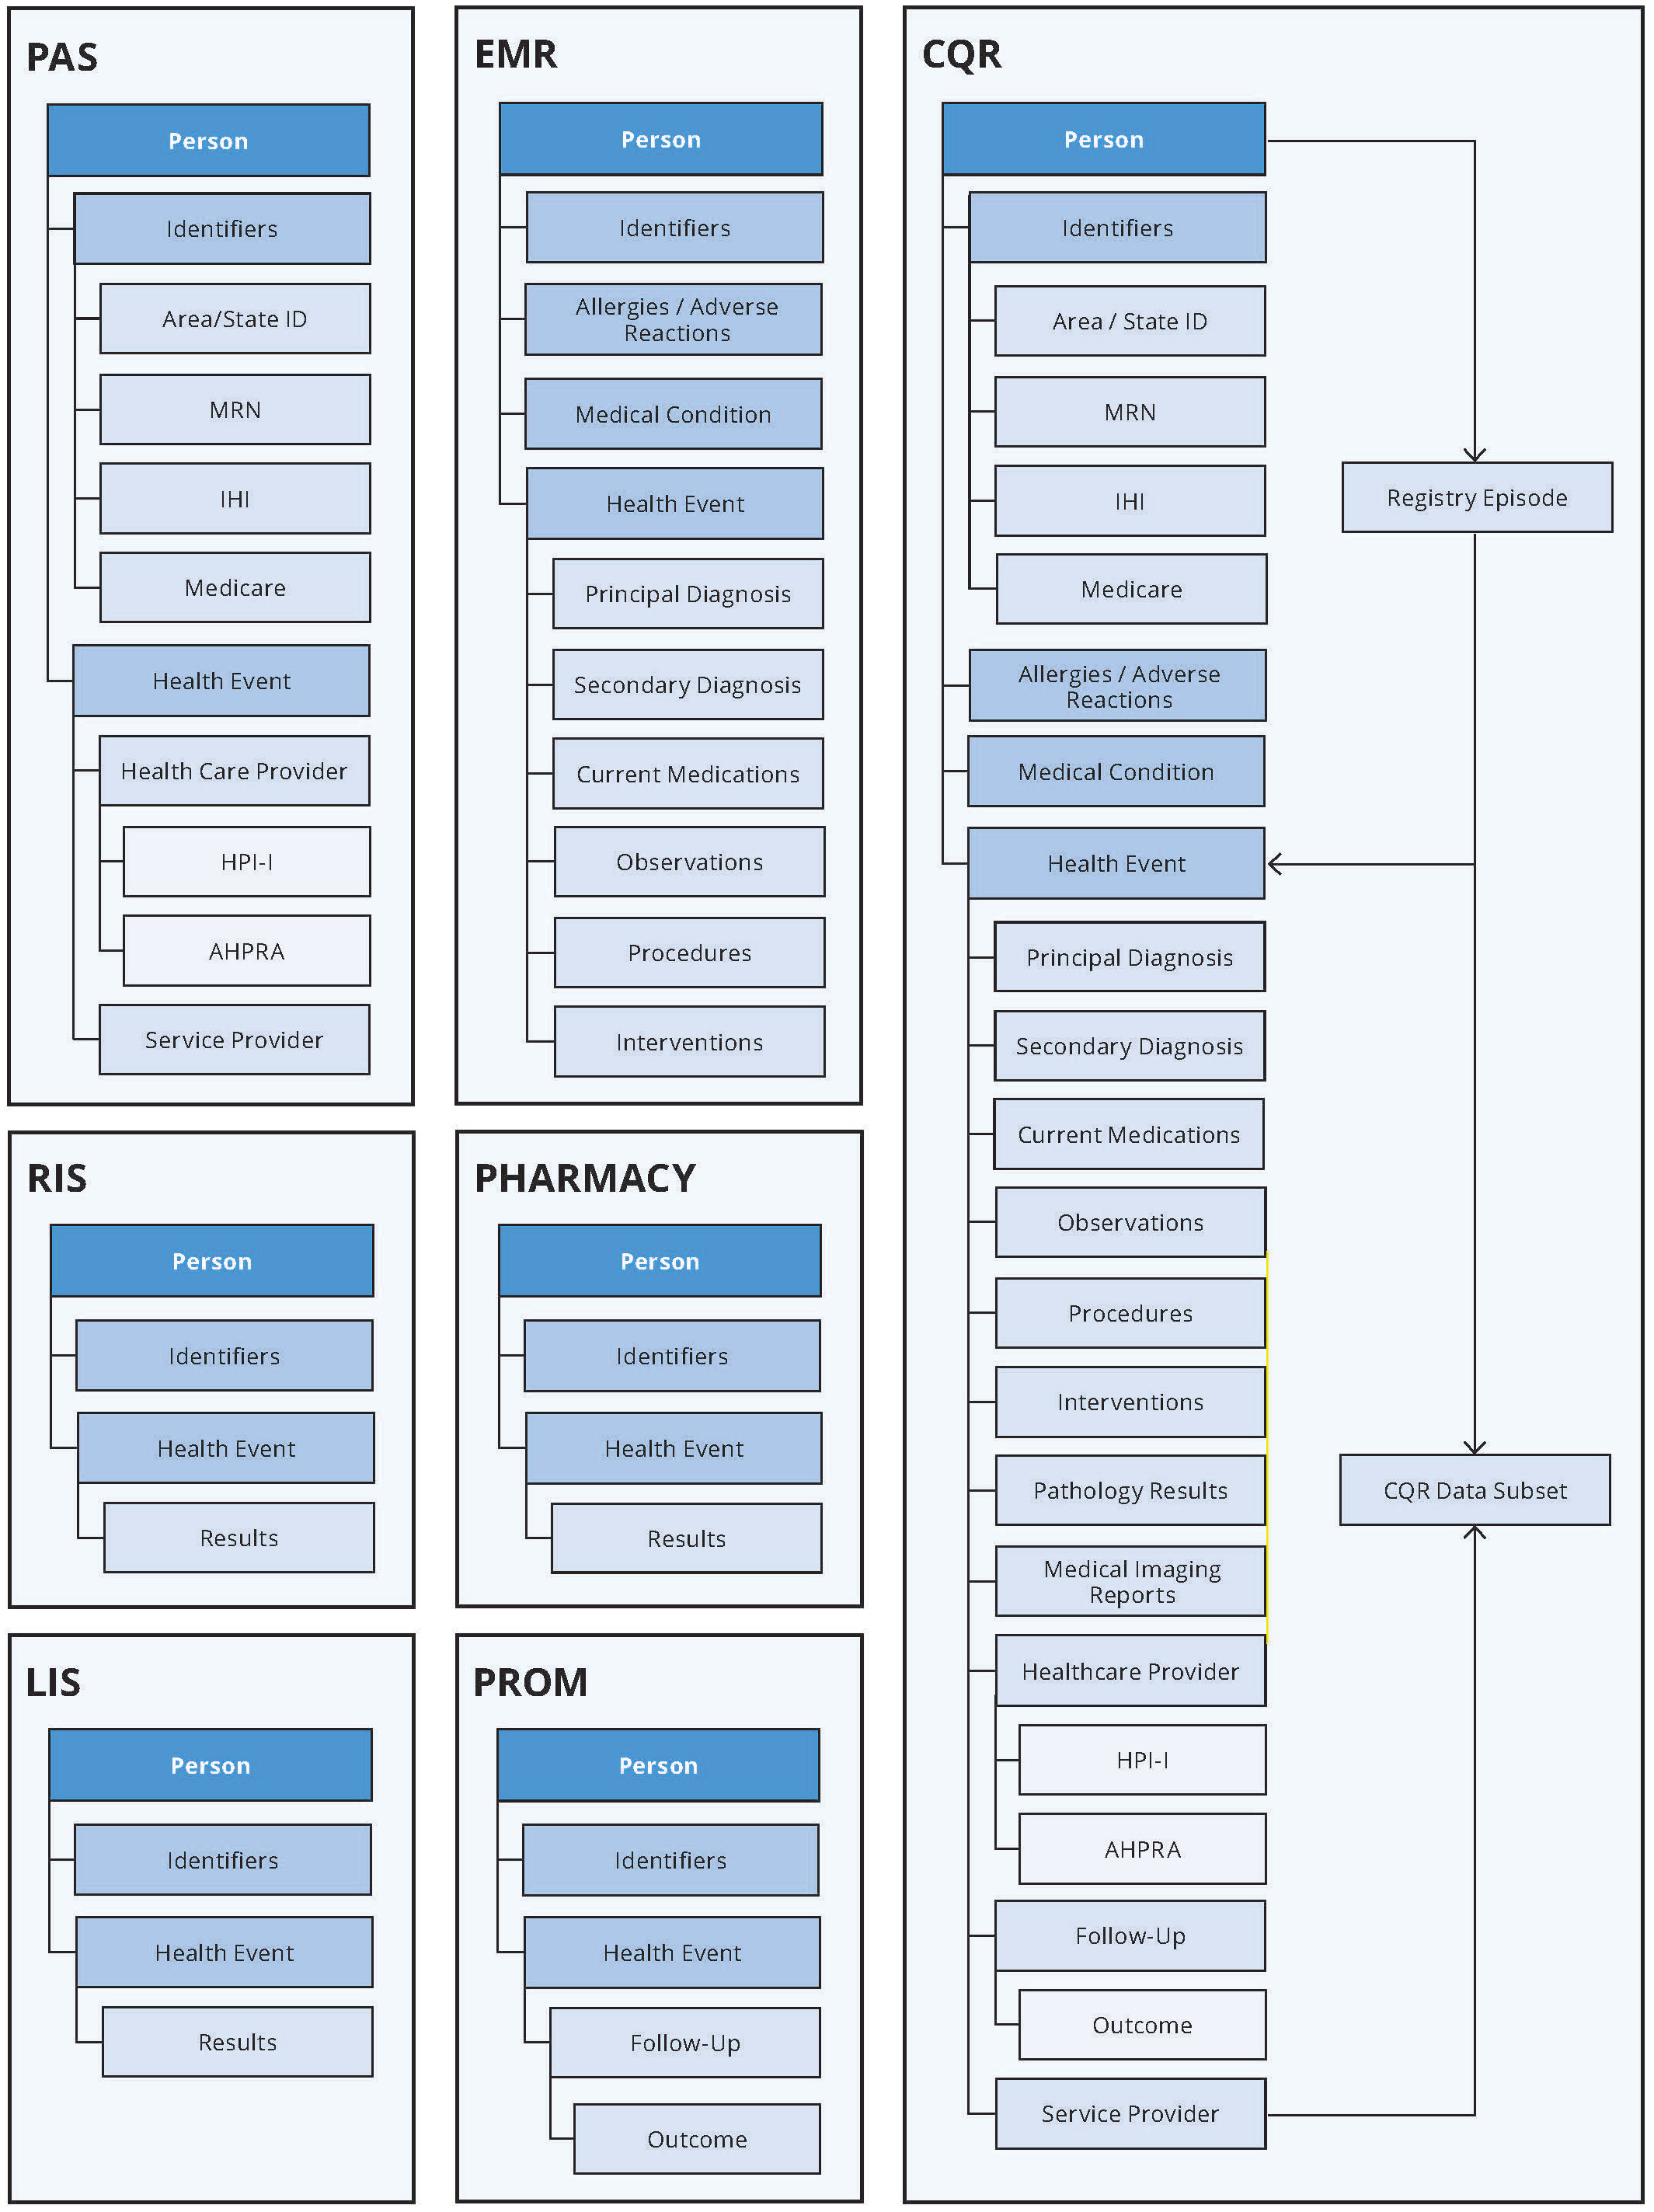 PAS
Person
Identifiers
Area/State ID
MRN
IHI
Medicare
Health Event
Health Care Provider
HPI-I
AHPRA
Service Provider
EMR
Person
Identifiers
Allergies / Adverse
Reactions
Medical Condition
Health Event
Principal Diagnosis
Secondary Diagnosis
Current Medications
Observations
Procedures
Interventions
CQR
Person
Identifiers
Area / State ID
MRN
IHI
Medicare
Allergies / Adverse
Reactions
Medical Condition
Health Event
Principal Diagnosis
Secondary Diagnosis
Current Medications
Observations
Procedures
Interventions
Pathology Results
Medical Imaging
Reports
Healthcare Provider
HPI-I
AHPRA
Follow-Up
Outcome
Service Provider
Registry Episode
CQR Data Subset
RIS
Person
Identifiers
Health Event
Results
PHARMACY
Person
Identifiers
Health Event
Results
LIS
Person
Identifiers
Health Event
Results
PROM
Person
Identifiers
Health Event
Follow-Up
Outcome